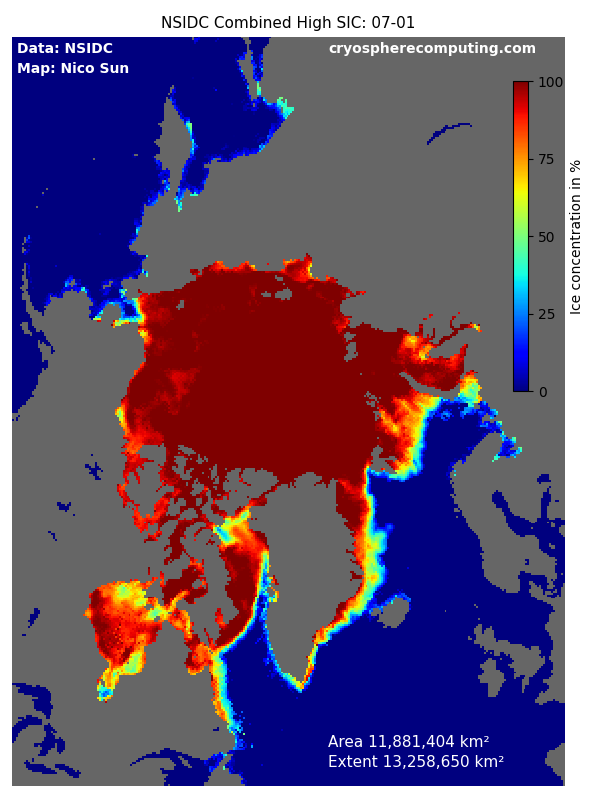 NSIDC Combined High SIC: 07-01
Data: NSIDC
Map: Nico Sun
cryospherecomputing.com
100
75
50
25
0
Ice concentration in %
Area 11,881,404 km²
Extent 13,258,650 km²